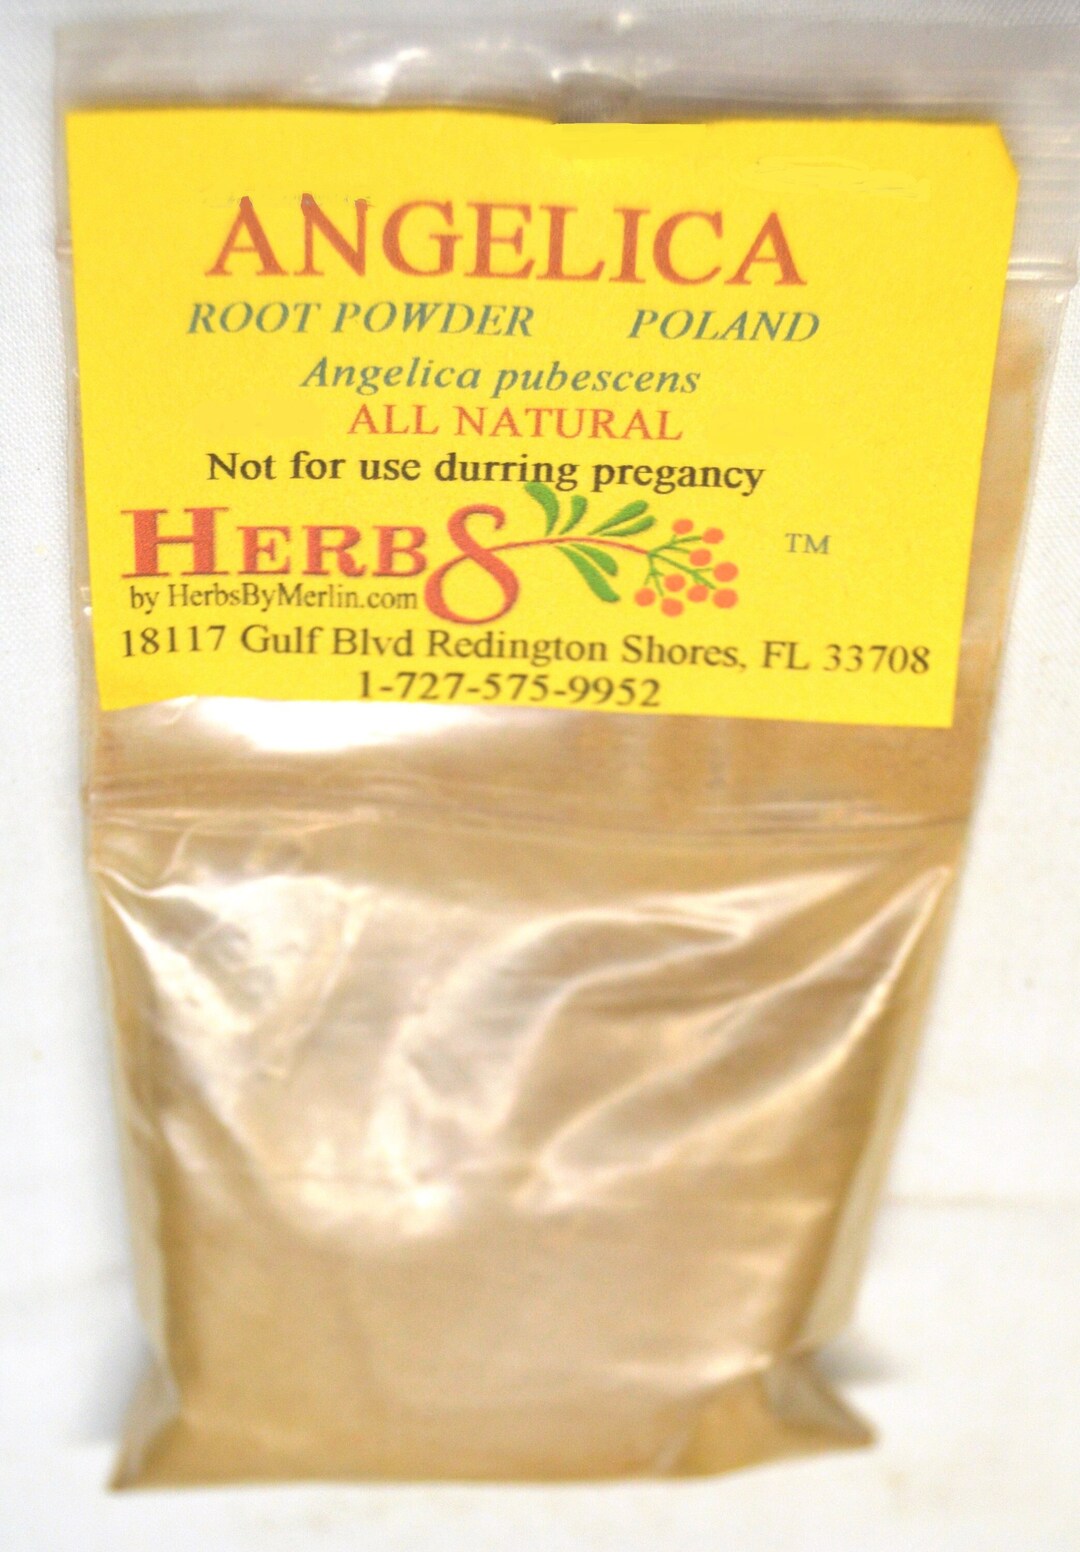 ANGELICA
ROOT POWDER POLAND
Angelica pubescens
ALL NATURAL
Not for use durring pregancy
HERBS TM
by HerbsByMerlin.com
18117 Gulf Blvd Redington Shores, FL 33708
1-727-575-9952